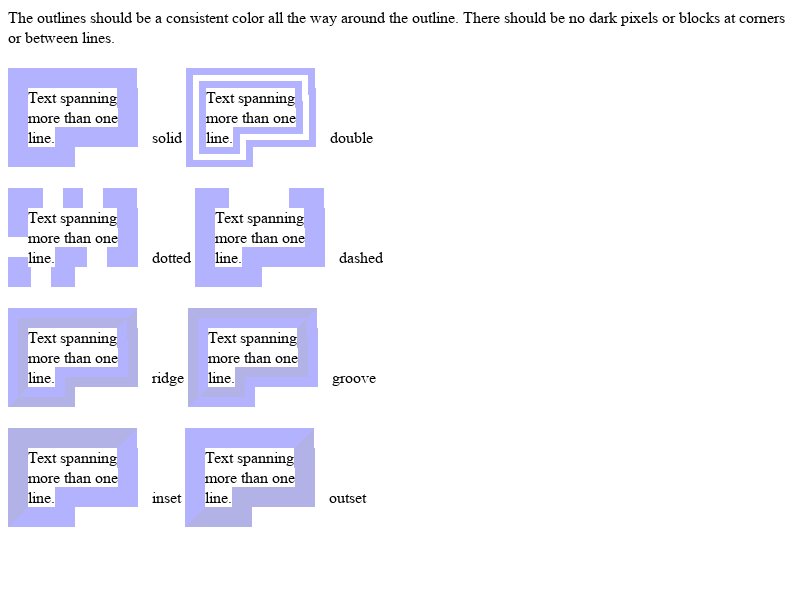 The outlines should be a consistent color all the way around the outline. There should be no dark pixels or blocks at corners
or between lines.
Text spanning
more than one
line.
solid
Text spanning
more than one
line.
double
Text spanning
more than one
line.
dotted
Text spanning
more than one
line.
dashed
Text spanning
more than one
line.
ridge
Text spanning
more than one
line.
groove
Text spanning
more than one
line.
inset
Text spanning
more than one
line.
outset